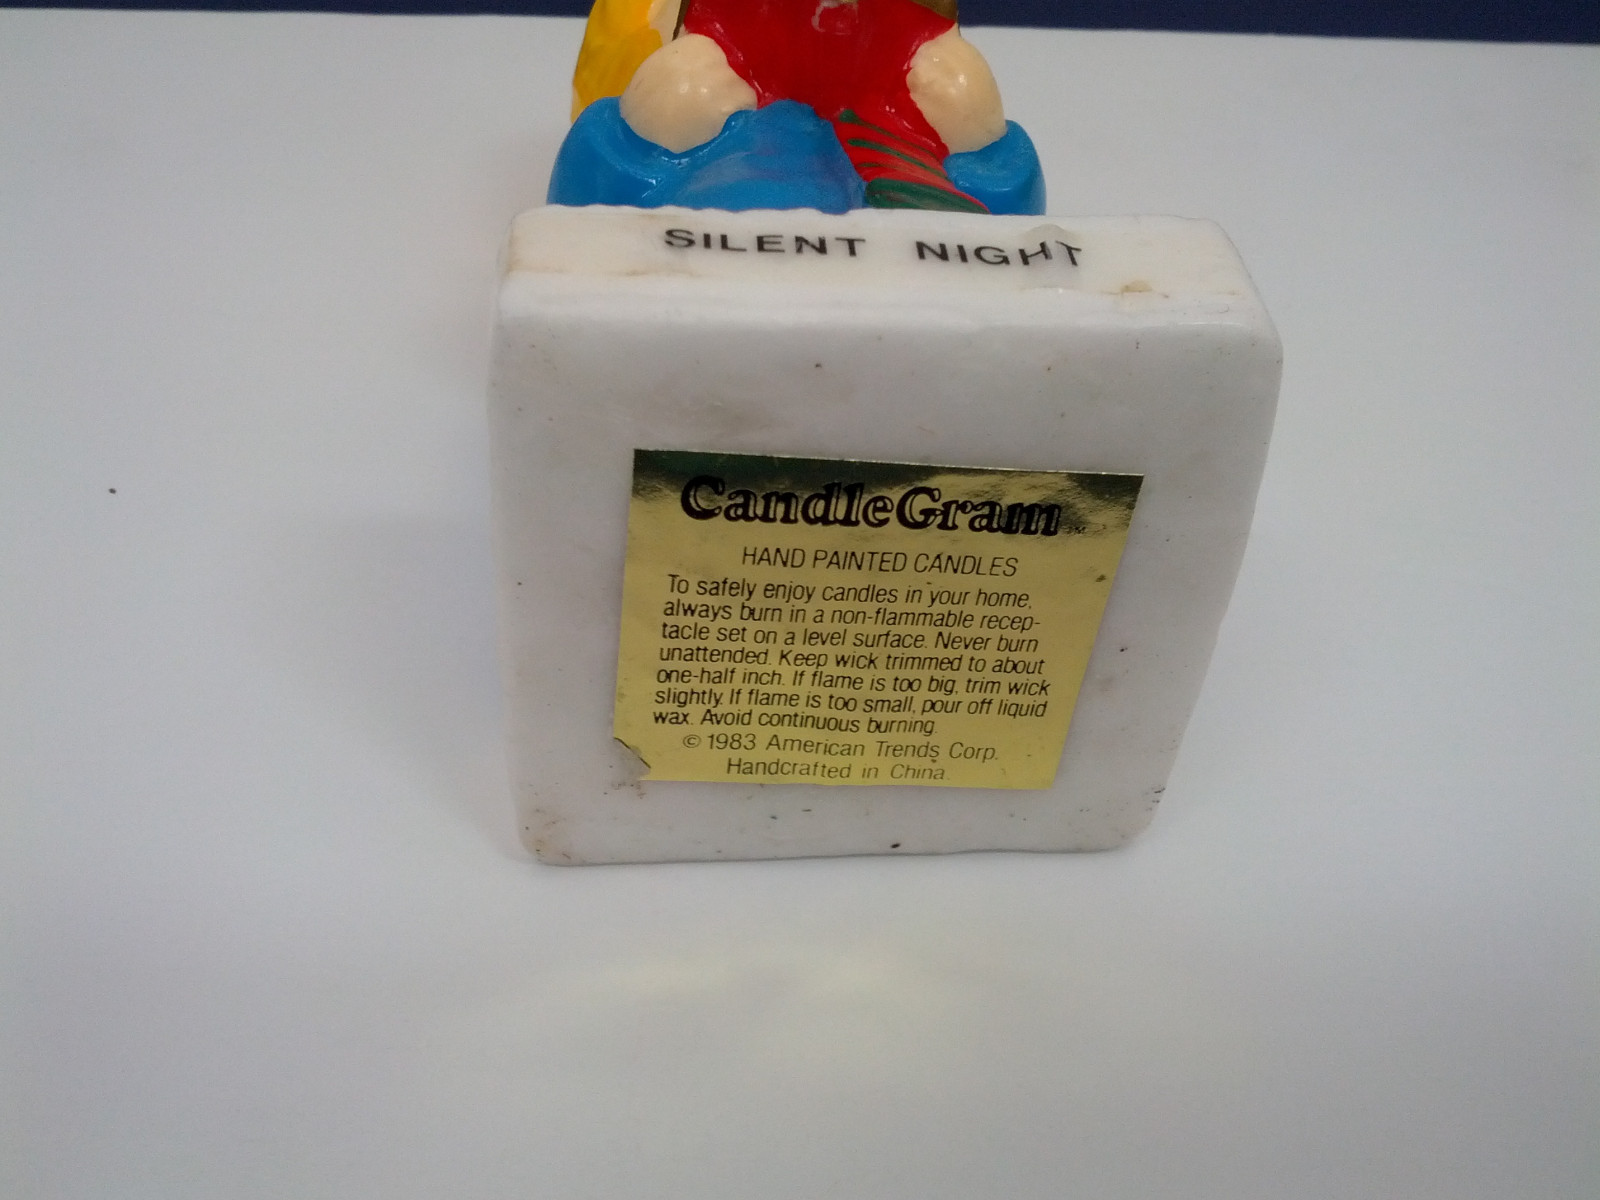 SILENT NIGHT
CandleGram™
HAND PAINTED CANDLES
To safely enjoy candles in your home,
always burn in a non-flammable recep-
tacle set on a level surface. Never burn
unattended. Keep wick trimmed to about
one-half inch. If flame is too big, trim wick
slightly. If flame is too small, pour off liquid
wax. Avoid continuous burning.
© 1983 American Trends Corp.
Handcrafted in China.